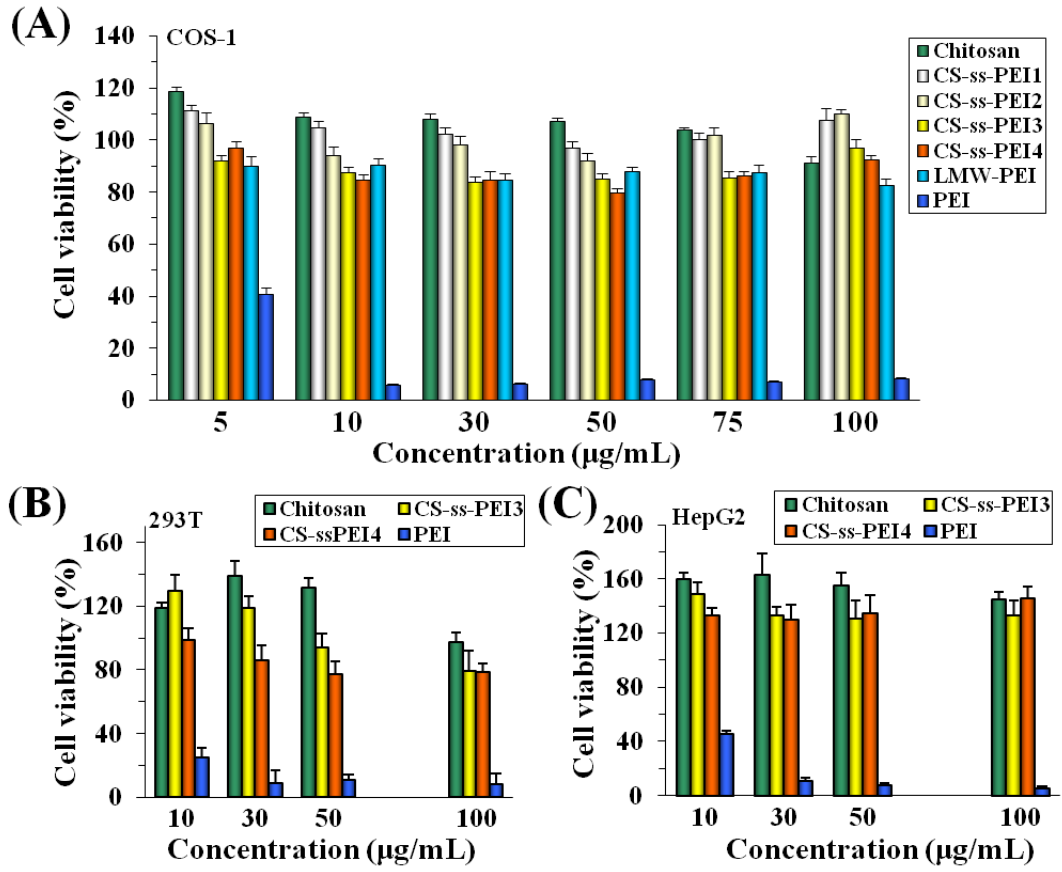 (A)
COS-1
Cell viability (%)
140
120
100
80
60
40
20
0
5 10 30 50 75 100
Concentration (µg/mL)
Chitosan
CS-ss-PEI1
CS-ss-PEI2
CS-ss-PEI3
CS-ss-PEI4
LMW-PEI
PEI
(B)
293T
Chitosan CS-ss-PEI3
CS-ssPEI4 PEI
Cell viability (%)
160
120
80
40
0
10 30 50 100
Concentration (µg/mL)
(C)
HepG2
Chitosan CS-ss-PEI3
CS-ss-PEI4 PEI
Cell viability (%)
200
160
120
80
40
0
10 30 50 100
Concentration (µg/mL)